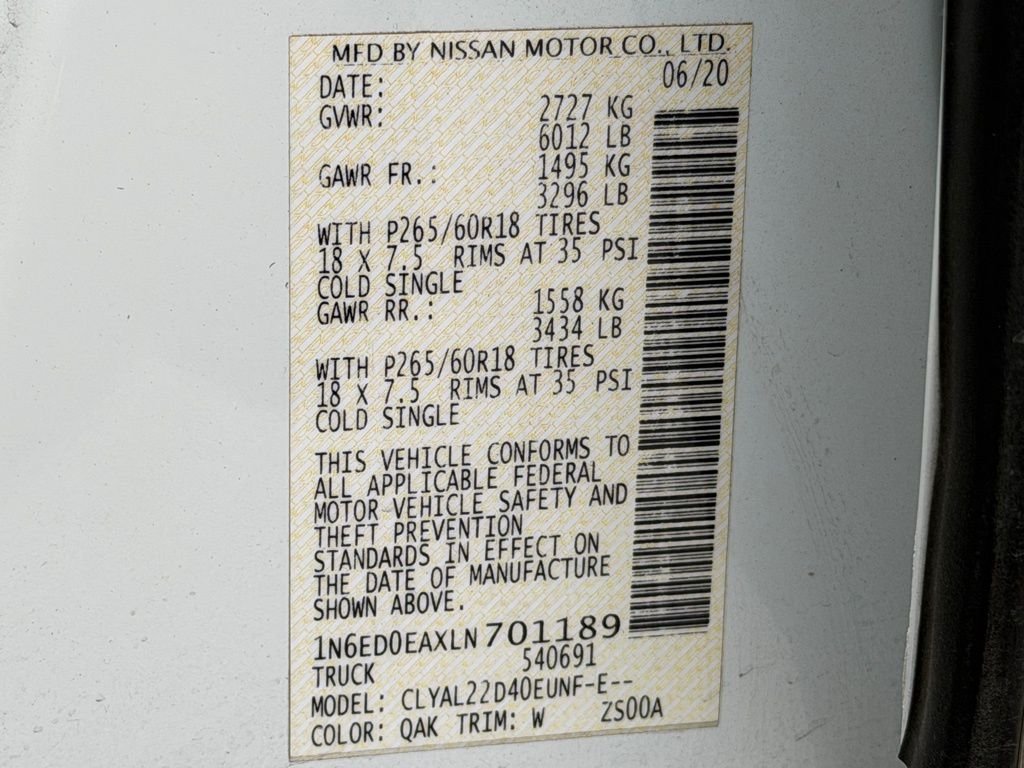 MFD BY NISSAN MOTOR CO., LTD.
DATE: 06/20
GVWR: 2727 KG
6012 LB
GAWR FR.: 1495 KG
3296 LB
WITH P265/60R18 TIRES
18 X 7.5 RIMS AT 35 PSI
COLD SINGLE
GAWR RR.: 1558 KG
3434 LB
WITH P265/60R18 TIRES
18 X 7.5 RIMS AT 35 PSI
COLD SINGLE
THIS VEHICLE CONFORMS TO
ALL APPLICABLE FEDERAL
MOTOR VEHICLE SAFETY AND
THEFT PREVENTION
STANDARDS IN EFFECT ON
THE DATE OF MANUFACTURE
SHOWN ABOVE.
1N6ED0EAXLN701189
TRUCK 540691
MODEL: CLYAL22D40EUNF-E--
COLOR: QAK TRIM: W ZS00A